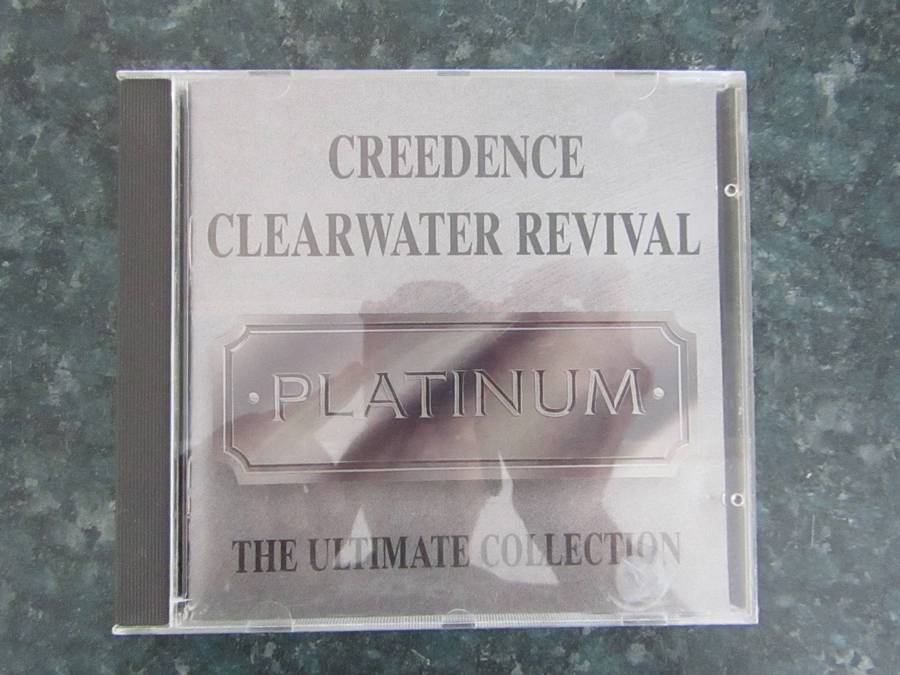 CREEDENCE
CLEARWATER REVIVAL
· PLATINUM ·
THE ULTIMATE COLLECTION